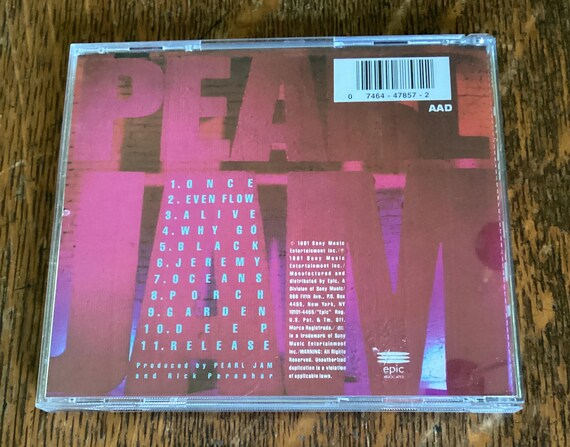 PEARL
JAM
0 7464 - 47857 - 2
AAD
1. ONCE
2. EVEN FLOW
3. ALIVE
4. WHY GO
5. BLACK
6. JEREMY
7. OCEANS
8. PORCH
9. GARDEN
10. DEEP
11. RELEASE
Produced by PEARL JAM
and Rick Parashar
© 1991 Sony Music
Entertainment Inc./℗
1991 Sony Music
Entertainment Inc./
Manufactured and
distributed by Epic, A
Division of Sony Music/
666 Fifth Ave., P.O. Box
4455, New York, NY
10101-4455/"Epic" Reg.
U.S. Pat. & Tm. Off.
Marca Registrada./
is a trademark of Sony
Music Entertainment
Inc./WARNING: All Rights
Reserved. Unauthorized
duplication is a violation
of applicable laws.
epic